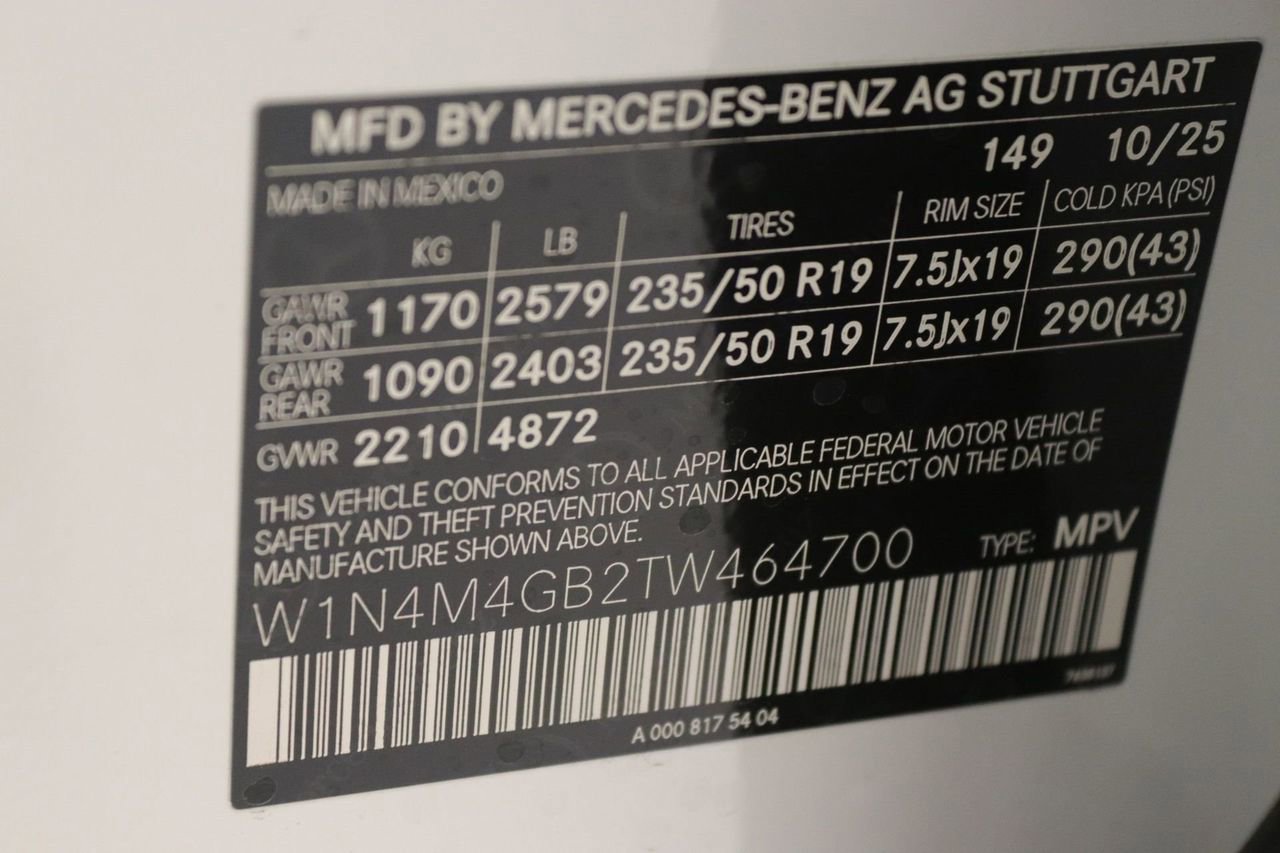 MFD BY MERCEDES-BENZ AG STUTTGART
149 10/25
MADE IN MEXICO
KG LB TIRES RIM SIZE COLD KPA (PSI)
GAWR FRONT 1170 2579 235/50 R19 7.5Jx19 290(43)
GAWR REAR 1090 2403 235/50 R19 7.5Jx19 290(43)
GVWR 2210 4872
THIS VEHICLE CONFORMS TO ALL APPLICABLE FEDERAL MOTOR VEHICLE
SAFETY AND THEFT PREVENTION STANDARDS IN EFFECT ON THE DATE OF
MANUFACTURE SHOWN ABOVE.
W1N4M4GB2TW464700 TYPE: MPV
A 000 817 54 04